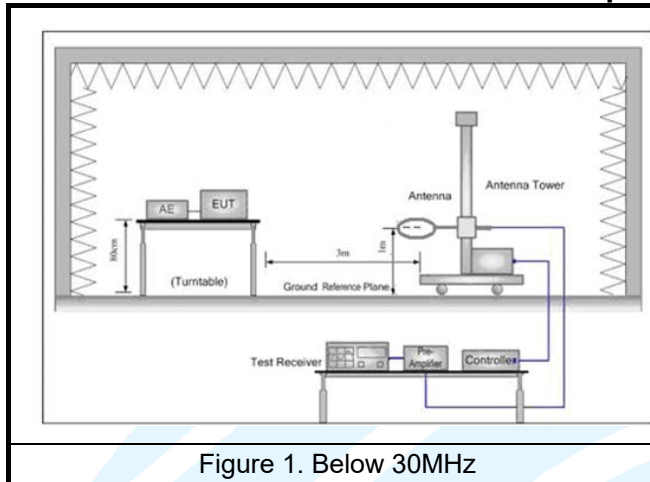 AE
EUT
80cm
(Turntable)
3m
1m
Antenna
Antenna Tower
Ground Reference Plane
Test Receiver
Pre-
Amplifier
Controller
Figure 1. Below 30MHz